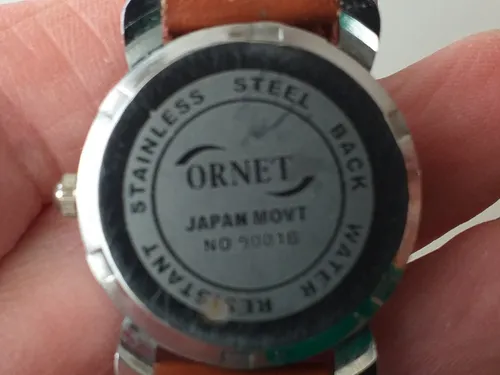 STAINLESS STEEL BACK WATER RESISTANT
ORNET
JAPAN MOVT
NO